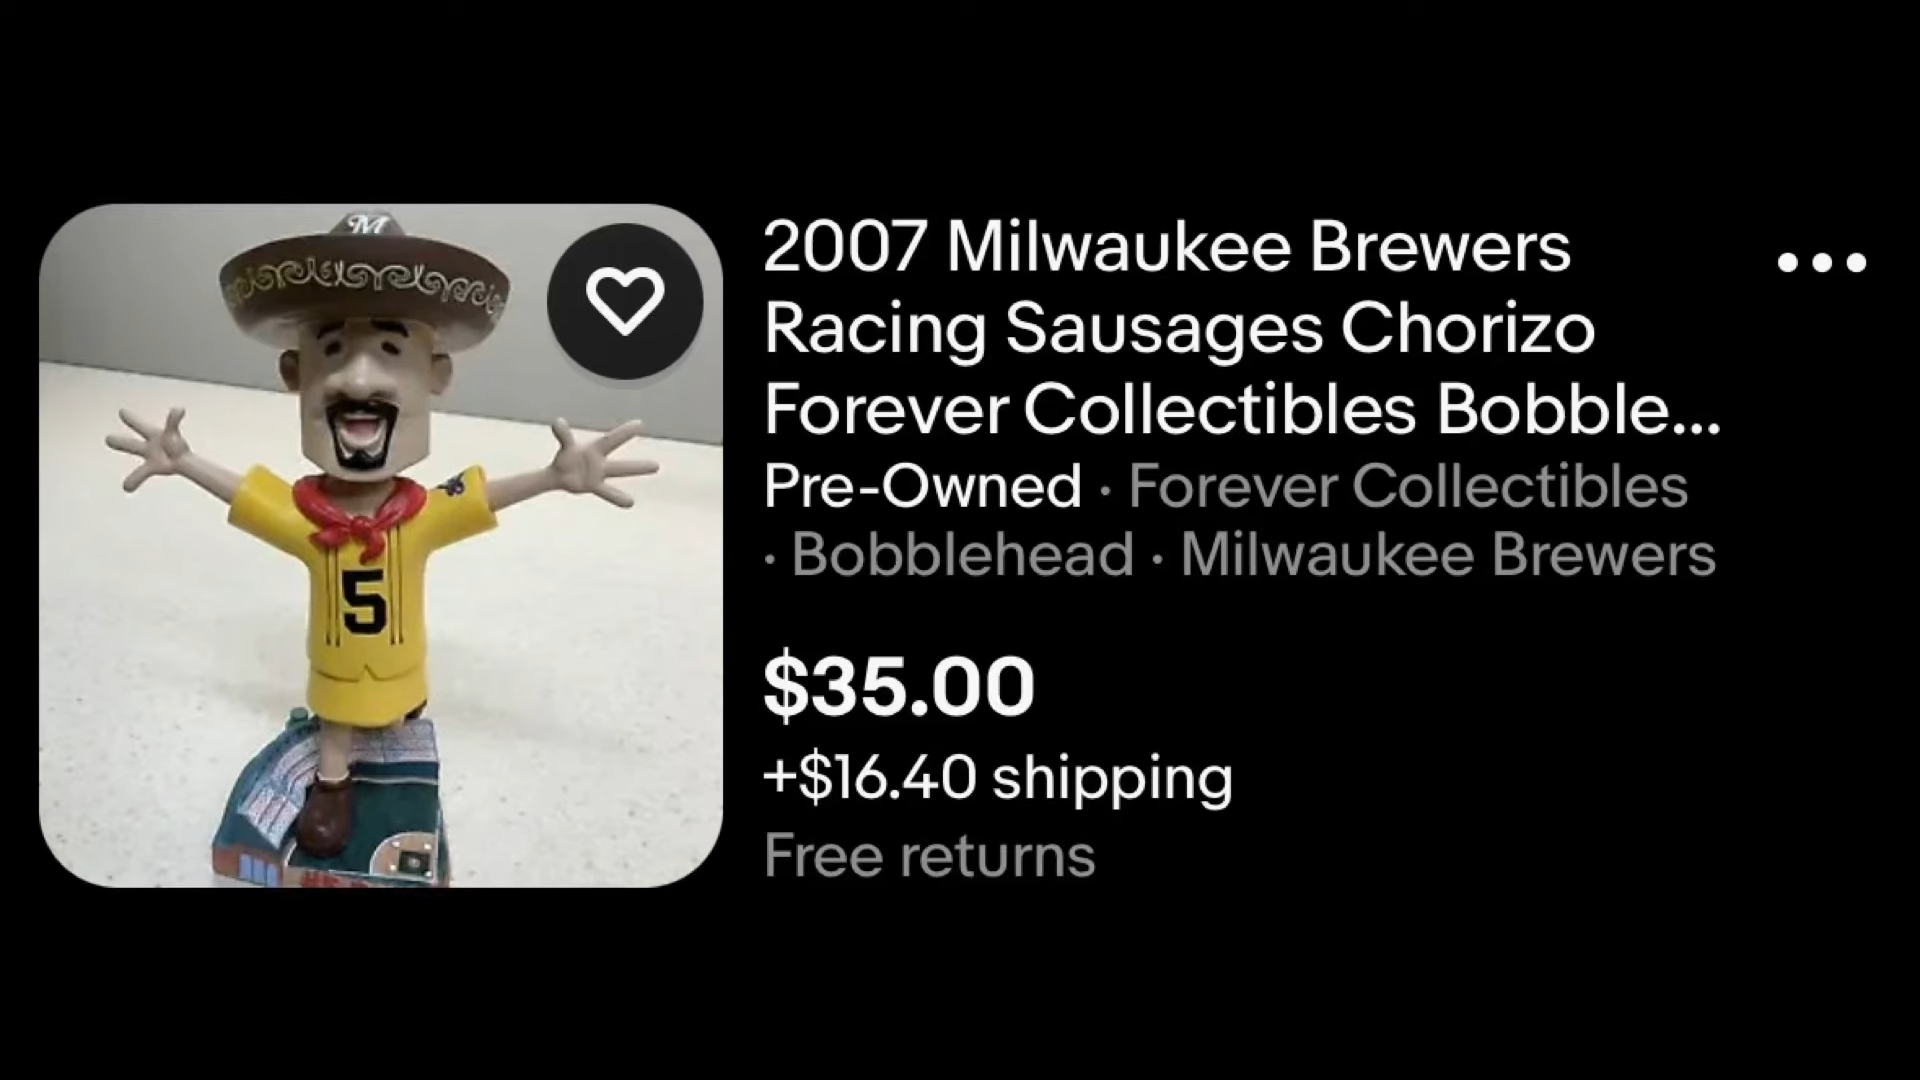 M
5
2007 Milwaukee Brewers
Racing Sausages Chorizo
Forever Collectibles Bobble...
Pre-Owned · Forever Collectibles
· Bobblehead · Milwaukee Brewers
$35.00
+$16.40 shipping
Free returns